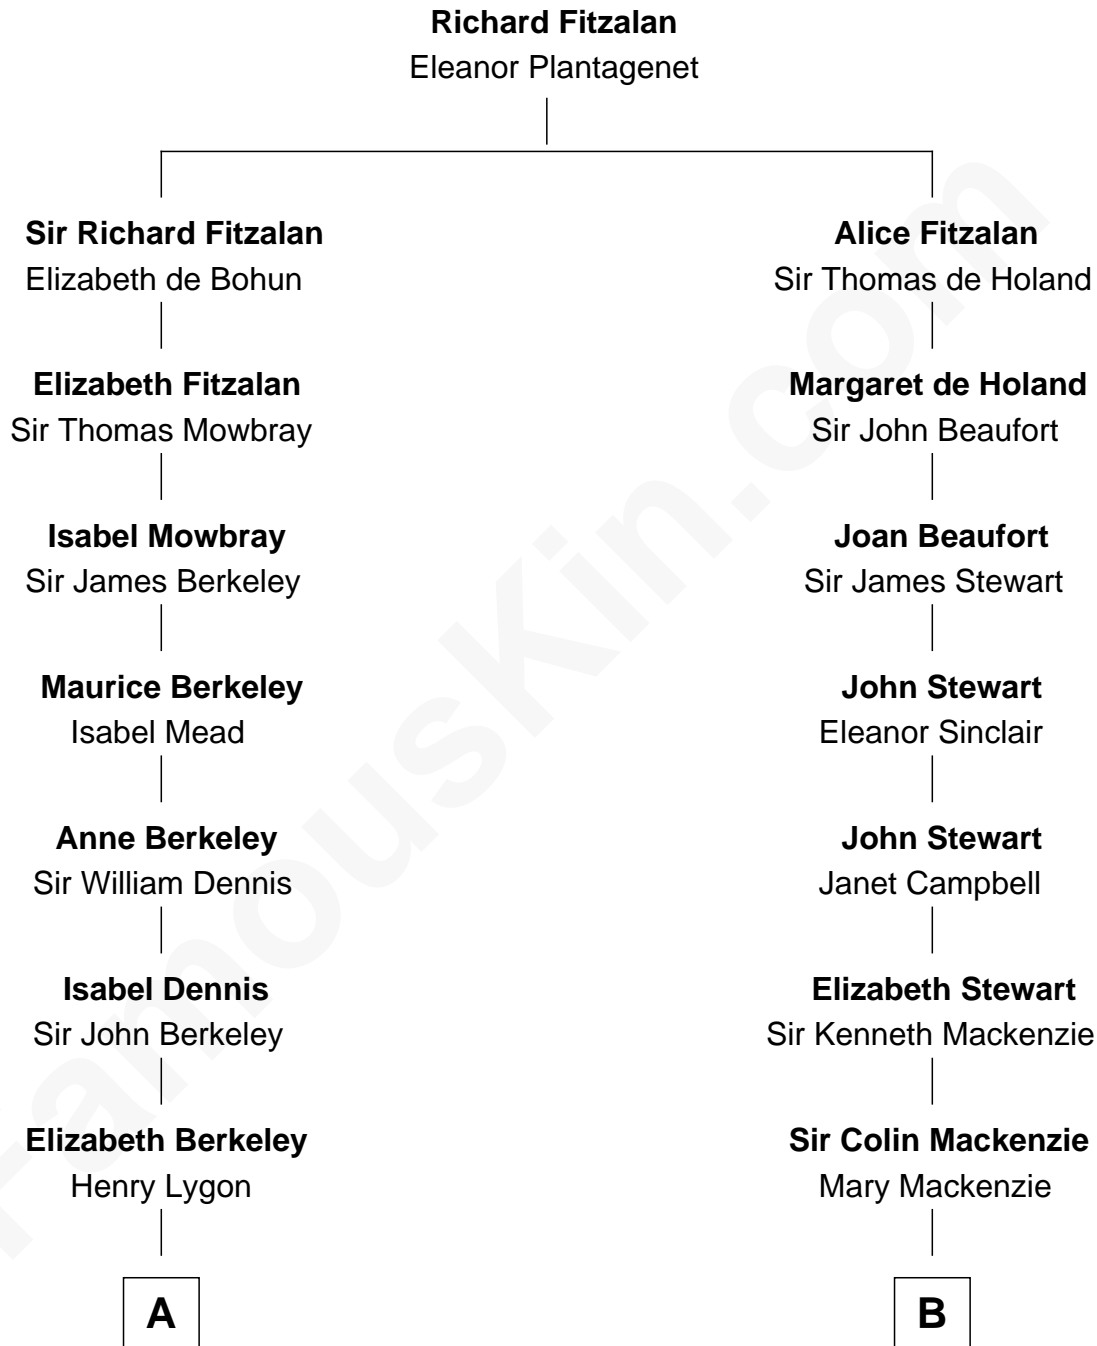 Richard Fitzalan
Eleanor Plantagenet
Sir Richard Fitzalan
Elizabeth de Bohun
Alice Fitzalan
Sir Thomas de Holand
Elizabeth Fitzalan
Sir Thomas Mowbray
Margaret de Holand
Sir John Beaufort
Isabel Mowbray
Sir James Berkeley
Joan Beaufort
Sir James Stewart
Maurice Berkeley
Isabel Mead
John Stewart
Eleanor Sinclair
Anne Berkeley
Sir William Dennis
John Stewart
Janet Campbell
Isabel Dennis
Sir John Berkeley
Elizabeth Stewart
Sir Kenneth Mackenzie
Elizabeth Berkeley
Henry Lygon
Sir Colin Mackenzie
Mary Mackenzie
A
B
FamousKin.com